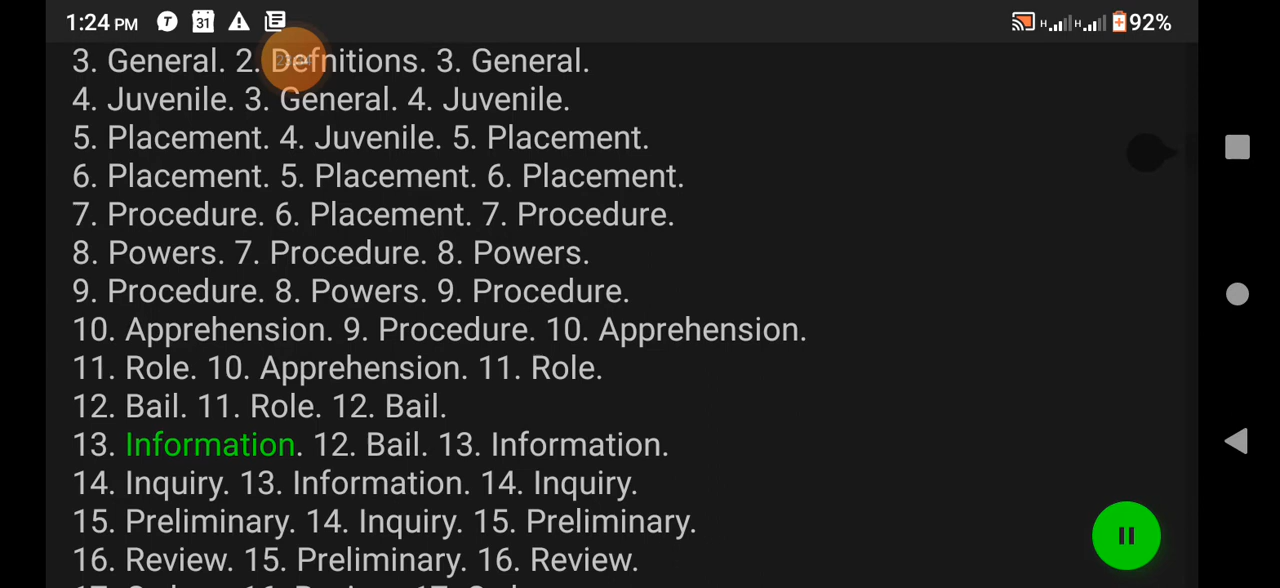 1:24 PM T 31 H H 92%
3. General. 2. Defnitions. 3. General.
4. Juvenile. 3. General. 4. Juvenile.
5. Placement. 4. Juvenile. 5. Placement.
6. Placement. 5. Placement. 6. Placement.
7. Procedure. 6. Placement. 7. Procedure.
8. Powers. 7. Procedure. 8. Powers.
9. Procedure. 8. Powers. 9. Procedure.
10. Apprehension. 9. Procedure. 10. Apprehension.
11. Role. 10. Apprehension. 11. Role.
12. Bail. 11. Role. 12. Bail.
13. Information. 12. Bail. 13. Information.
14. Inquiry. 13. Information. 14. Inquiry.
15. Preliminary. 14. Inquiry. 15. Preliminary.
16. Review. 15. Preliminary. 16. Review.